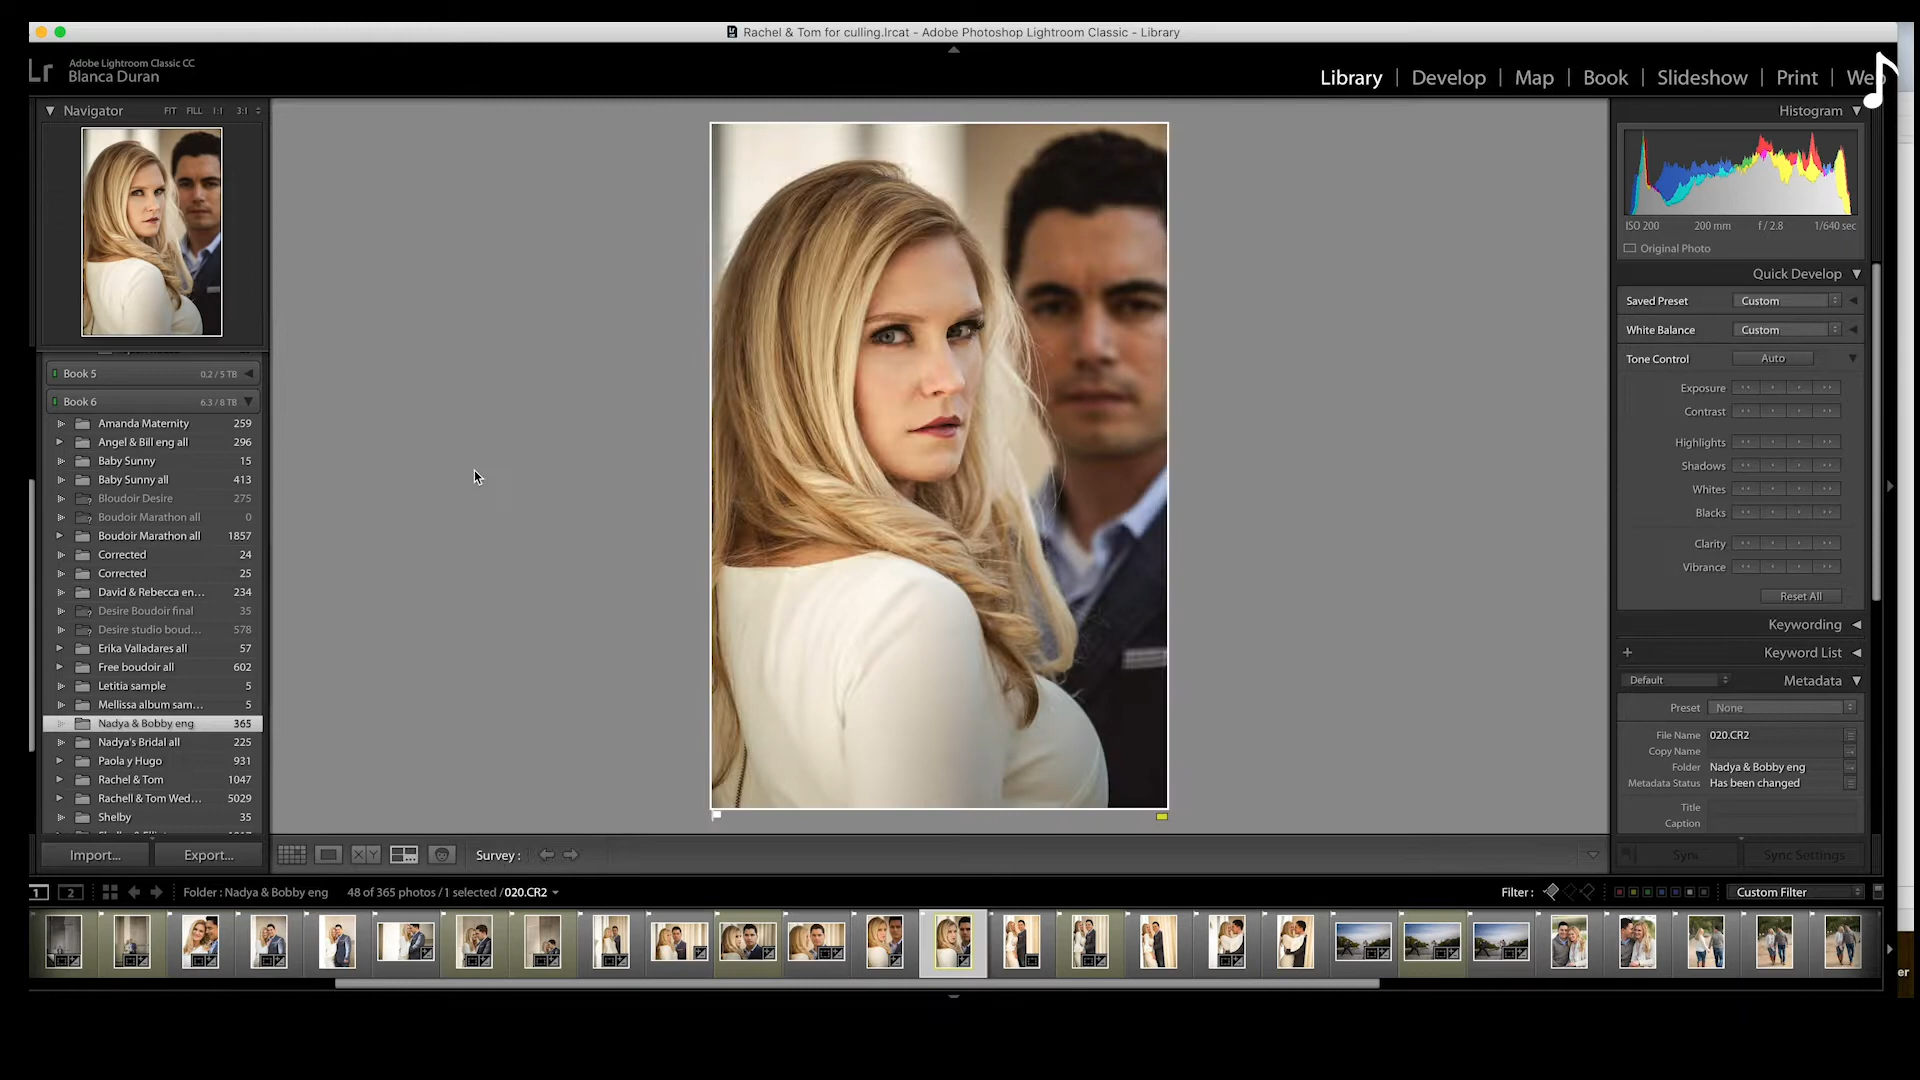 Rachel & Tom for culling.lrcat - Adobe Photoshop Lightroom Classic - Library
Lr
Adobe Lightroom Classic CC
Blanca Duran
Library | Develop | Map | Book | Slideshow | Print | Web
Navigator FIT FILL 1:1 3:1
Histogram
ISO 200 200 mm f / 2.8 1/640 sec
Original Photo
Quick Develop
Saved Preset Custom
White Balance Custom
Tone Control Auto
Exposure
Contrast
Highlights
Shadows
Whites
Blacks
Clarity
Vibrance
Reset All
Keywording
Keyword List
Default Metadata
Preset None
File Name 020.CR2
Copy Name
Folder Nadya & Bobby eng
Metadata Status Has been changed
Title
Caption
Sync Settings
Book 5 0.2 / 5 TB
Book 6 6.3 / 8 TB
Amanda Maternity 259
Angel & Bill eng all 296
Baby Sunny 15
Baby Sunny all 413
Bloudoir Desire 275
Boudoir Marathon all 0
Boudoir Marathon all 1857
Corrected 24
Corrected 25
David & Rebecca en... 234
Desire Boudoir final 35
Desire studio boud... 578
Erika Valladares all 57
Free boudoir all 602
Letitia sample 5
Mellissa album sam... 5
Nadya & Bobby eng 365
Nadya's Bridal all 225
Paola y Hugo 931
Rachel & Tom 1047
Rachell & Tom Wed... 5029
Shelby 35
Import... Export...
X Y
Survey :
1 2 Folder : Nadya & Bobby eng 48 of 365 photos / 1 selected / 020.CR2
Filter : Custom Filter
er